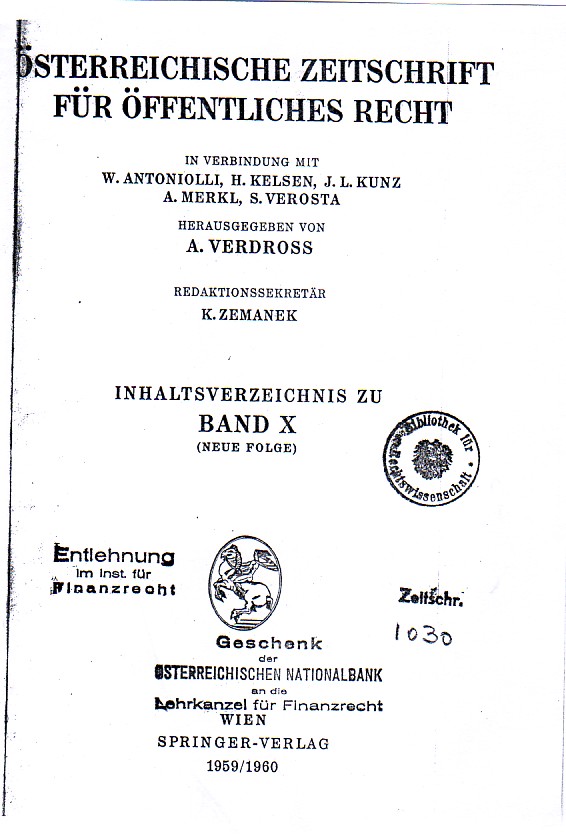 ÖSTERREICHISCHE ZEITSCHRIFT
FÜR ÖFFENTLICHES RECHT
IN VERBINDUNG MIT
W. ANTONIOLLI, H. KELSEN, J. L. KUNZ
A. MERKL, S. VEROSTA
HERAUSGEGEBEN VON
A. VERDROSS
REDAKTIONSSEKRETÄR
K. ZEMANEK
INHALTSVERZEICHNIS ZU
BAND X
(NEUE FOLGE)
Bibliothek für
Rechtswissenschaft
Entlehnung
im Inst. für
Finanzrecht
Zeitschr.
1030
Geschenk
der
ÖSTERREICHISCHEN NATIONALBANK
an die
Lehrkanzel für Finanzrecht
WIEN
SPRINGER-VERLAG
1959/1960